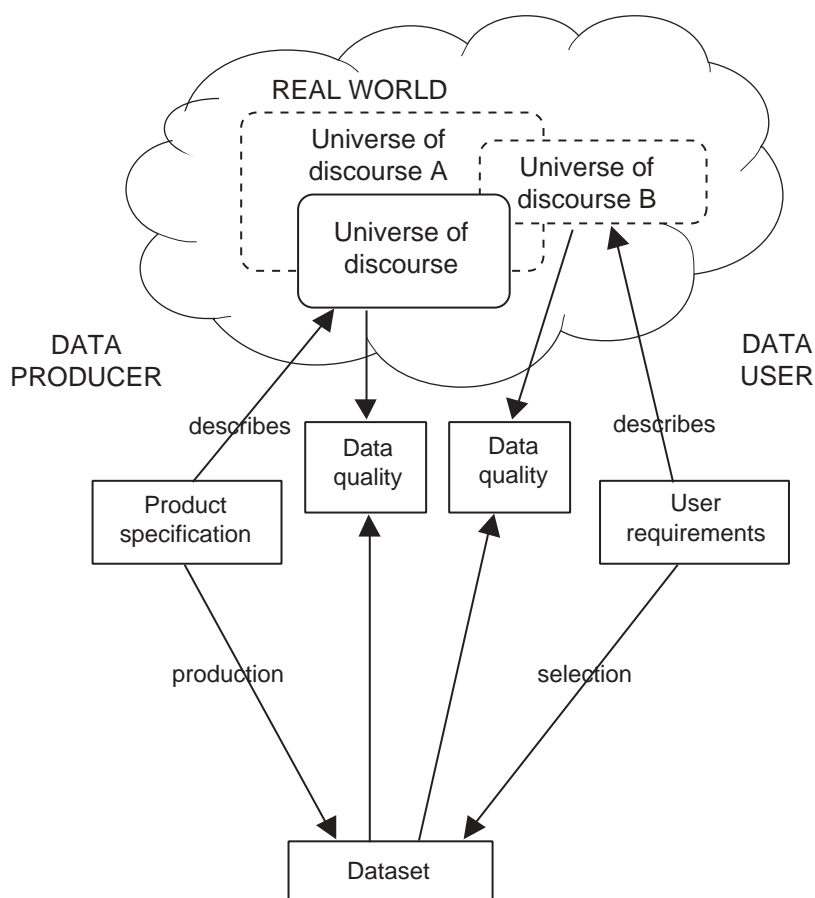 REAL WORLD
Universe of
discourse A
Universe of
discourse B
Universe of
discourse
DATA
PRODUCER
DATA
USER
describes
describes
Data
quality
Data
quality
Product
specification
User
requirements
production
selection
Dataset